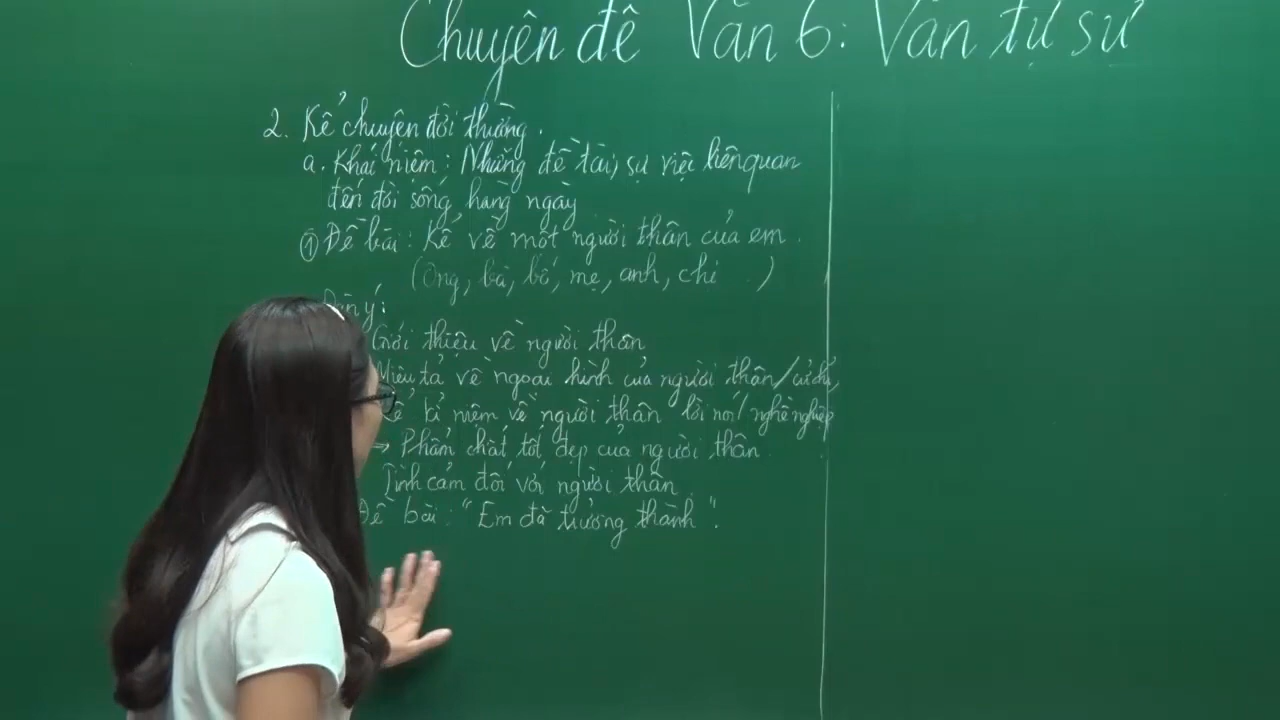 Chuyên đề Văn 6: Văn tự sự
2. Kể chuyện đời thường.
a. Khái niệm: Những đề tài, sự việc liên quan
đến đời sống hàng ngày
① Đề bài: Kể về một người thân của em.
(Ông, bà, bố, mẹ, anh, chị ..)
Dàn ý:
Giới thiệu về người thân
Miêu tả về ngoại hình của người thân/cử chỉ,
Kể kỉ niệm về người thân lời nói/nghề nghiệp
→ Phẩm chất tốt đẹp của người thân.
Tình cảm đối với người thân.
Đề bài: "Em đã trưởng thành".